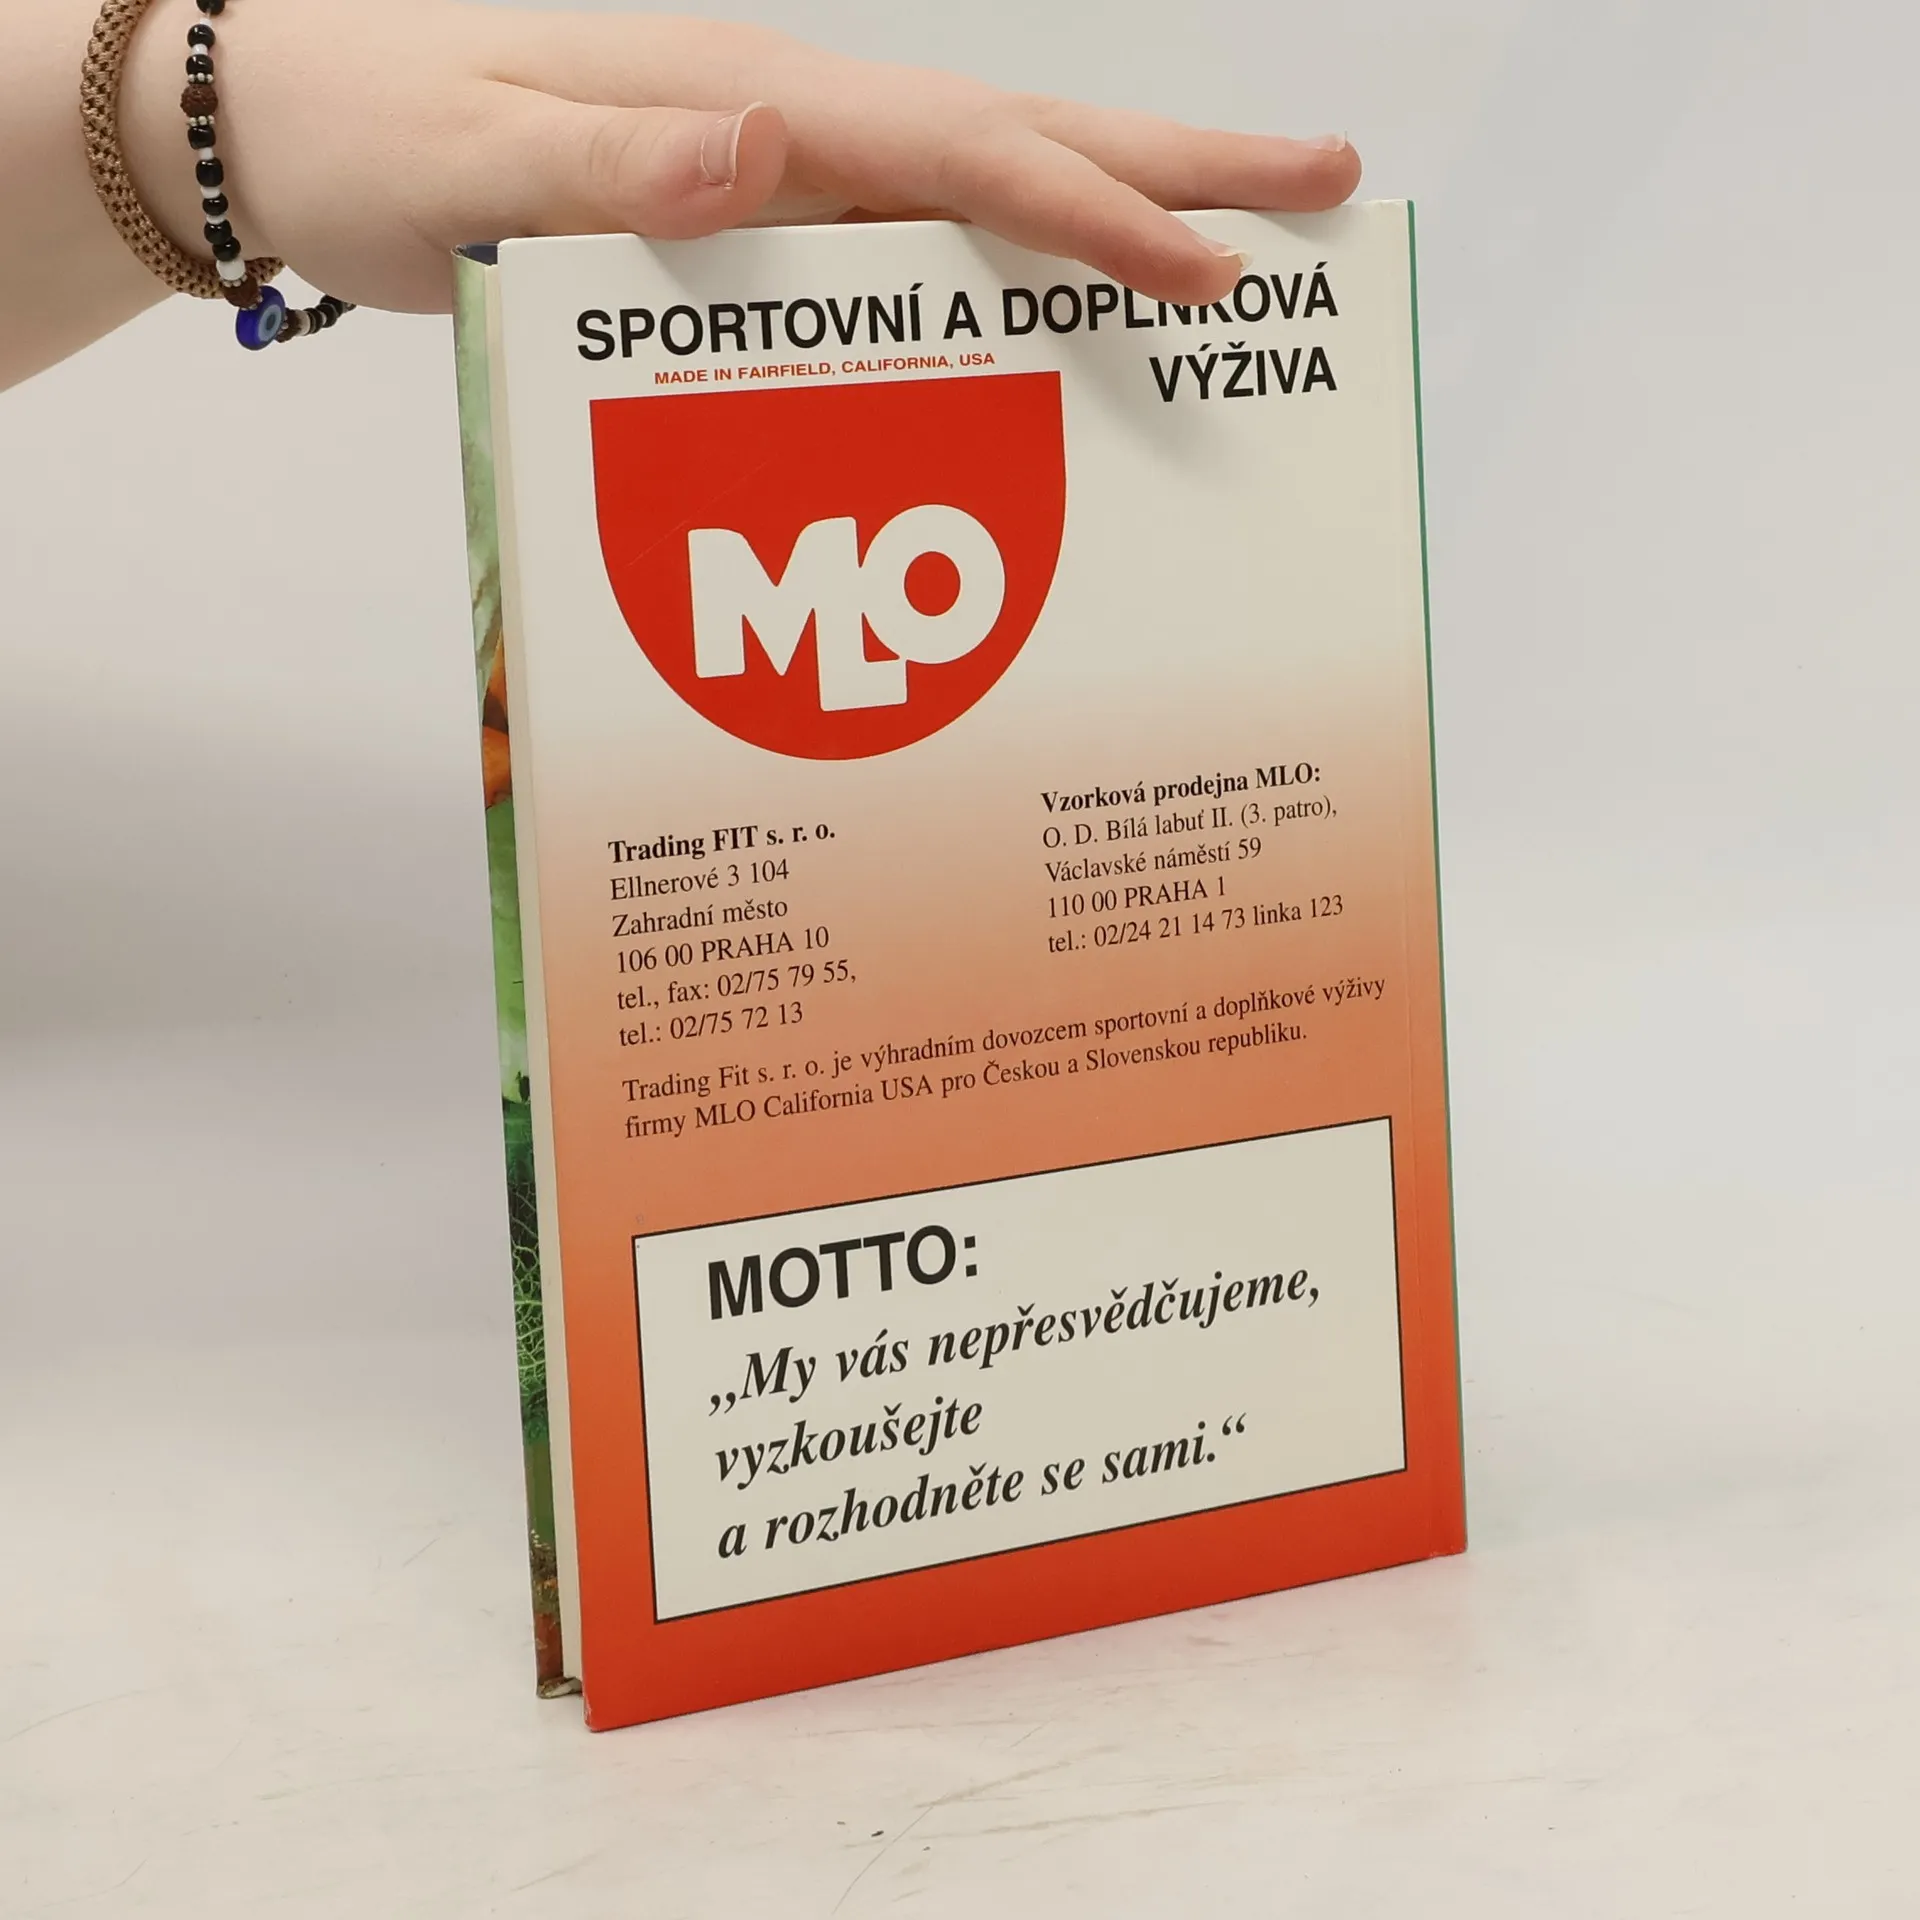 SPORTOVNÍ A DOPLŇKOVÁ
VÝŽIVA
MADE IN FAIRFIELD, CALIFORNIA, USA
MLO
Trading FIT s. r. o.
Ellnerové 3 104
Zahradní město
106 00 PRAHA 10
tel., fax: 02/75 79 55,
tel.: 02/75 72 13
Vzorková prodejna MLO:
O. D. Bílá labuť II. (3. patro),
Václavské náměstí 59
110 00 PRAHA 1
tel.: 02/24 21 14 73 linka 123
Trading Fit s. r. o. je výhradním dovozcem sportovní a doplňkové výživy
firmy MLO California USA pro Českou a Slovenskou republiku.
MOTTO:
„My vás nepřesvědčujeme,
vyzkoušejte
a rozhodněte se sami.“